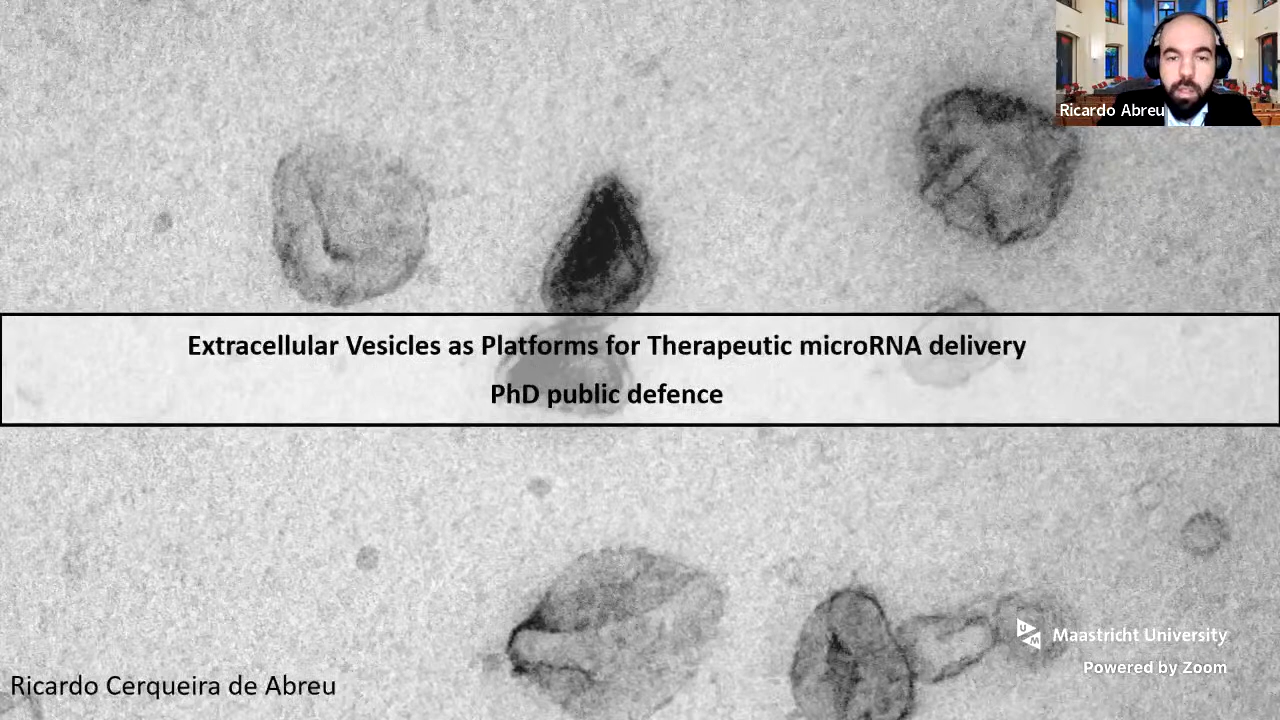 Ricardo Abreu
Extracellular Vesicles as Platforms for Therapeutic microRNA delivery
PhD public defence
UM
Maastricht University
Powered by Zoom
Ricardo Cerqueira de Abreu